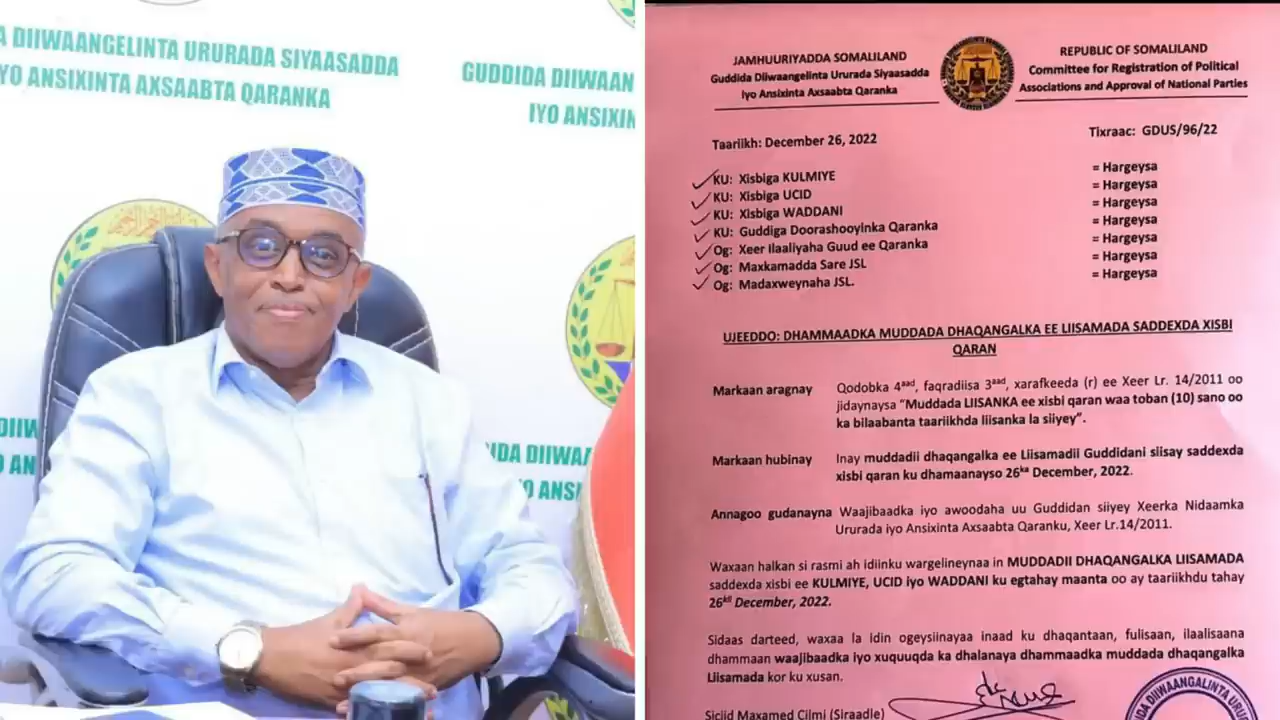 A DIIWAANGELINTA URURADA SIYAASADDA
IYO ANSIXINTA AXSAABTA QARANKA
GUDDIDA DIIWAAN
IYO ANSIXIN
JAMHUURIYADDA SOMALILAND
Guddida Diiwaangelinta Ururada Siyaasadda
Iyo Ansixinta Axsaabta Qaranka
REPUBLIC OF SOMALILAND
Committee for Registration of Political
Associations and Approval of National Parties
Taariikh: December 26, 2022
Tixraac: GDUS/96/22
KU: Xisbiga KULMIYE = Hargeysa
KU: Xisbiga UCID = Hargeysa
KU: Xisbiga WADDANI = Hargeysa
KU: Guddiga Doorashooyinka Qaranka = Hargeysa
Og: Xeer Ilaaliyaha Guud ee Qaranka = Hargeysa
Og: Maxkamadda Sare JSL = Hargeysa
Og: Madaxweynaha JSL. = Hargeysa
UJEEDDO: DHAMMAADKA MUDDADA DHAQANGALKA EE LIISAMADA SADDEXDA XISBI
QARAN
Markaan aragnay Qodobka 4aad, faqradiisa 3aad, xarafkeeda (r) ee Xeer Lr. 14/2011 oo
jidaynaysa “Muddada LIISANKA ee xisbi qaran waa toban (10) sano oo
ka bilaabanta taariikhda liisanka la siiyey”.
Markaan hubinay Inay muddadii dhaqangalka ee Liisamadii Guddidani siisay saddexda
xisbi qaran ku dhamaanayso 26ka December, 2022.
Annagoo gudanayna Waajibaadka iyo awoodaha uu Guddidan siiyey Xeerka Nidaamka
Ururada iyo Ansixinta Axsaabta Qaranku, Xeer Lr.14/2011.
Waxaan halkan si rasmi ah idiinku wargelineynaa in MUDDADII DHAQANGALKA LIISAMADA
saddexda xisbi ee KULMIYE, UCID iyo WADDANI ku egtahay maanta oo ay taariikhdu tahay
26kii December, 2022.
Sidaas darteed, waxaa la idin ogeysiinayaa inaad ku dhaqantaan, fulisaan, ilaalisaana
dhammaan waajibaadka iyo xuquuqda ka dhalanaya dhammaadka muddada dhaqangalka
Liisamada kor ku xusan.
Siciid Maxamed Cilmi (Siraadle)